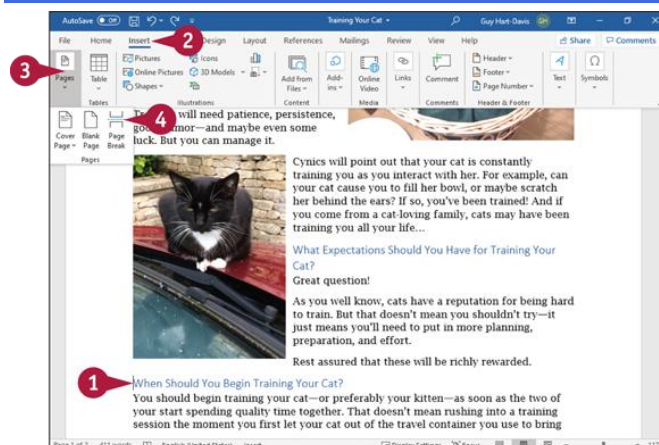 AutoSave On Training Your Cat Guy Hart-Davis GH
File Home Insert Design Layout References Mailings Review View Help Share Comments
2
3
Pages Table Pictures Icons Header
Online Pictures 3D Models Add from Add- Online Links Comment Footer Text Symbols
Shapes Files ins Video Page Number
Tables Illustrations Content Media Comments Header & Footer
4
Cover Blank Page
Page Page Break
Pages
will need patience, persistence,
humor—and maybe even some
luck. But you can manage it.
Cynics will point out that your cat is constantly
training you as you interact with her. For example, can
your cat cause you to fill her bowl, or maybe scratch
her behind the ears? If so, you've been trained! And if
you come from a cat-loving family, cats may have been
training you all your life…
What Expectations Should You Have for Training Your
Cat?
Great question!
As you well know, cats have a reputation for being hard
to train. But that doesn't mean you shouldn't try—it
just means you'll need to put in more planning,
preparation, and effort.
Rest assured that these will be richly rewarded.
1
When Should You Begin Training Your Cat?
You should begin training your cat—or preferably your kitten—as soon as the two of
your start spending quality time together. That doesn't mean rushing into a training
session the moment you first let your cat out of the travel container you use to bring